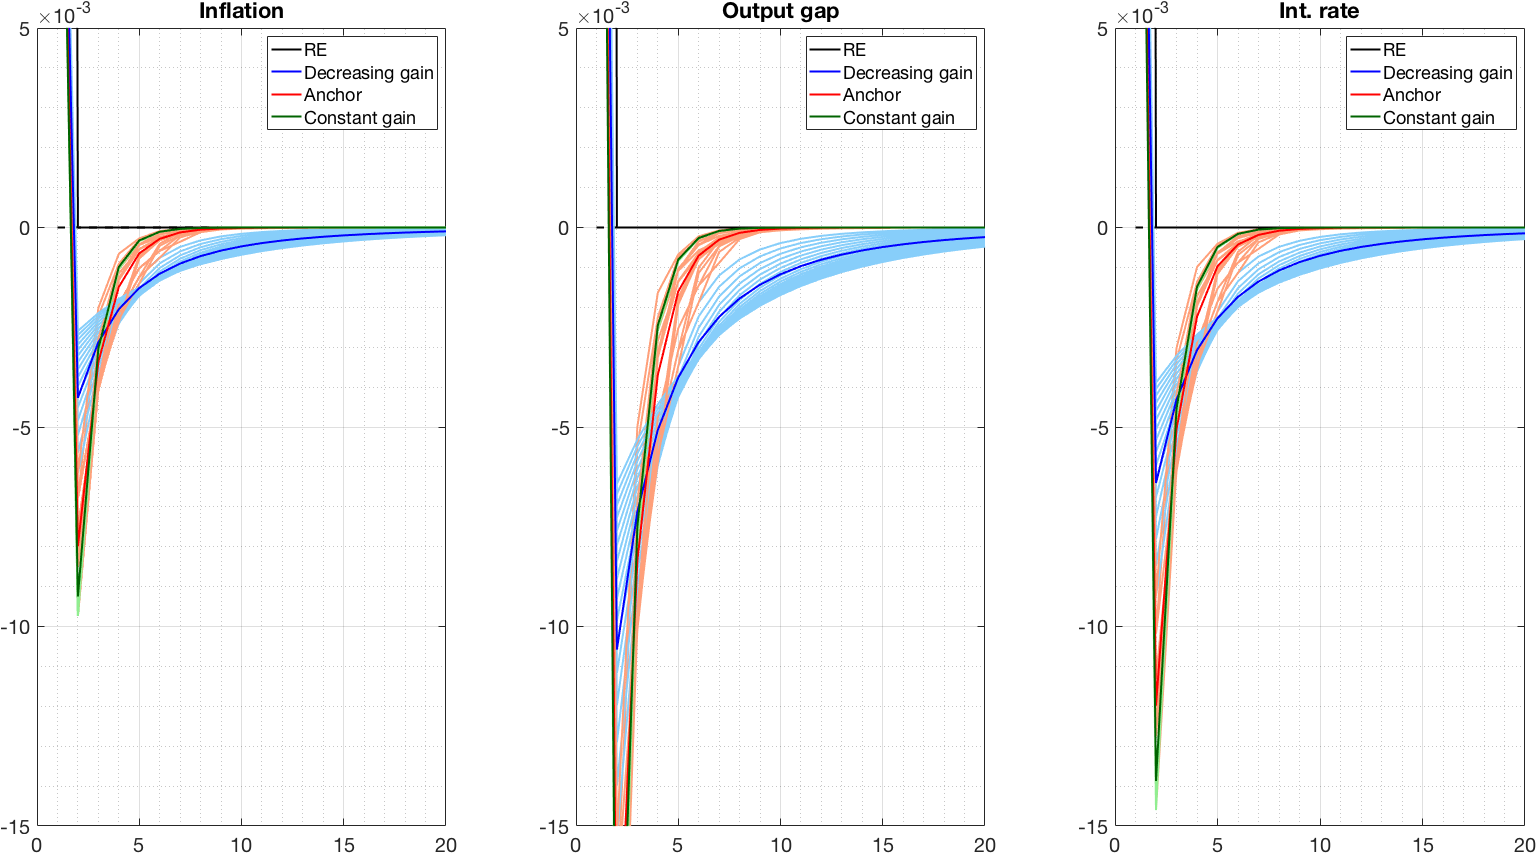 Inflation
×10-3
5
0
-5
-10
-15
0 5 10 15 20
RE
Decreasing gain
Anchor
Constant gain
Output gap
×10-3
5
0
-5
-10
-15
0 5 10 15 20
RE
Decreasing gain
Anchor
Constant gain
Int. rate
×10-3
5
0
-5
-10
-15
0 5 10 15 20
RE
Decreasing gain
Anchor
Constant gain